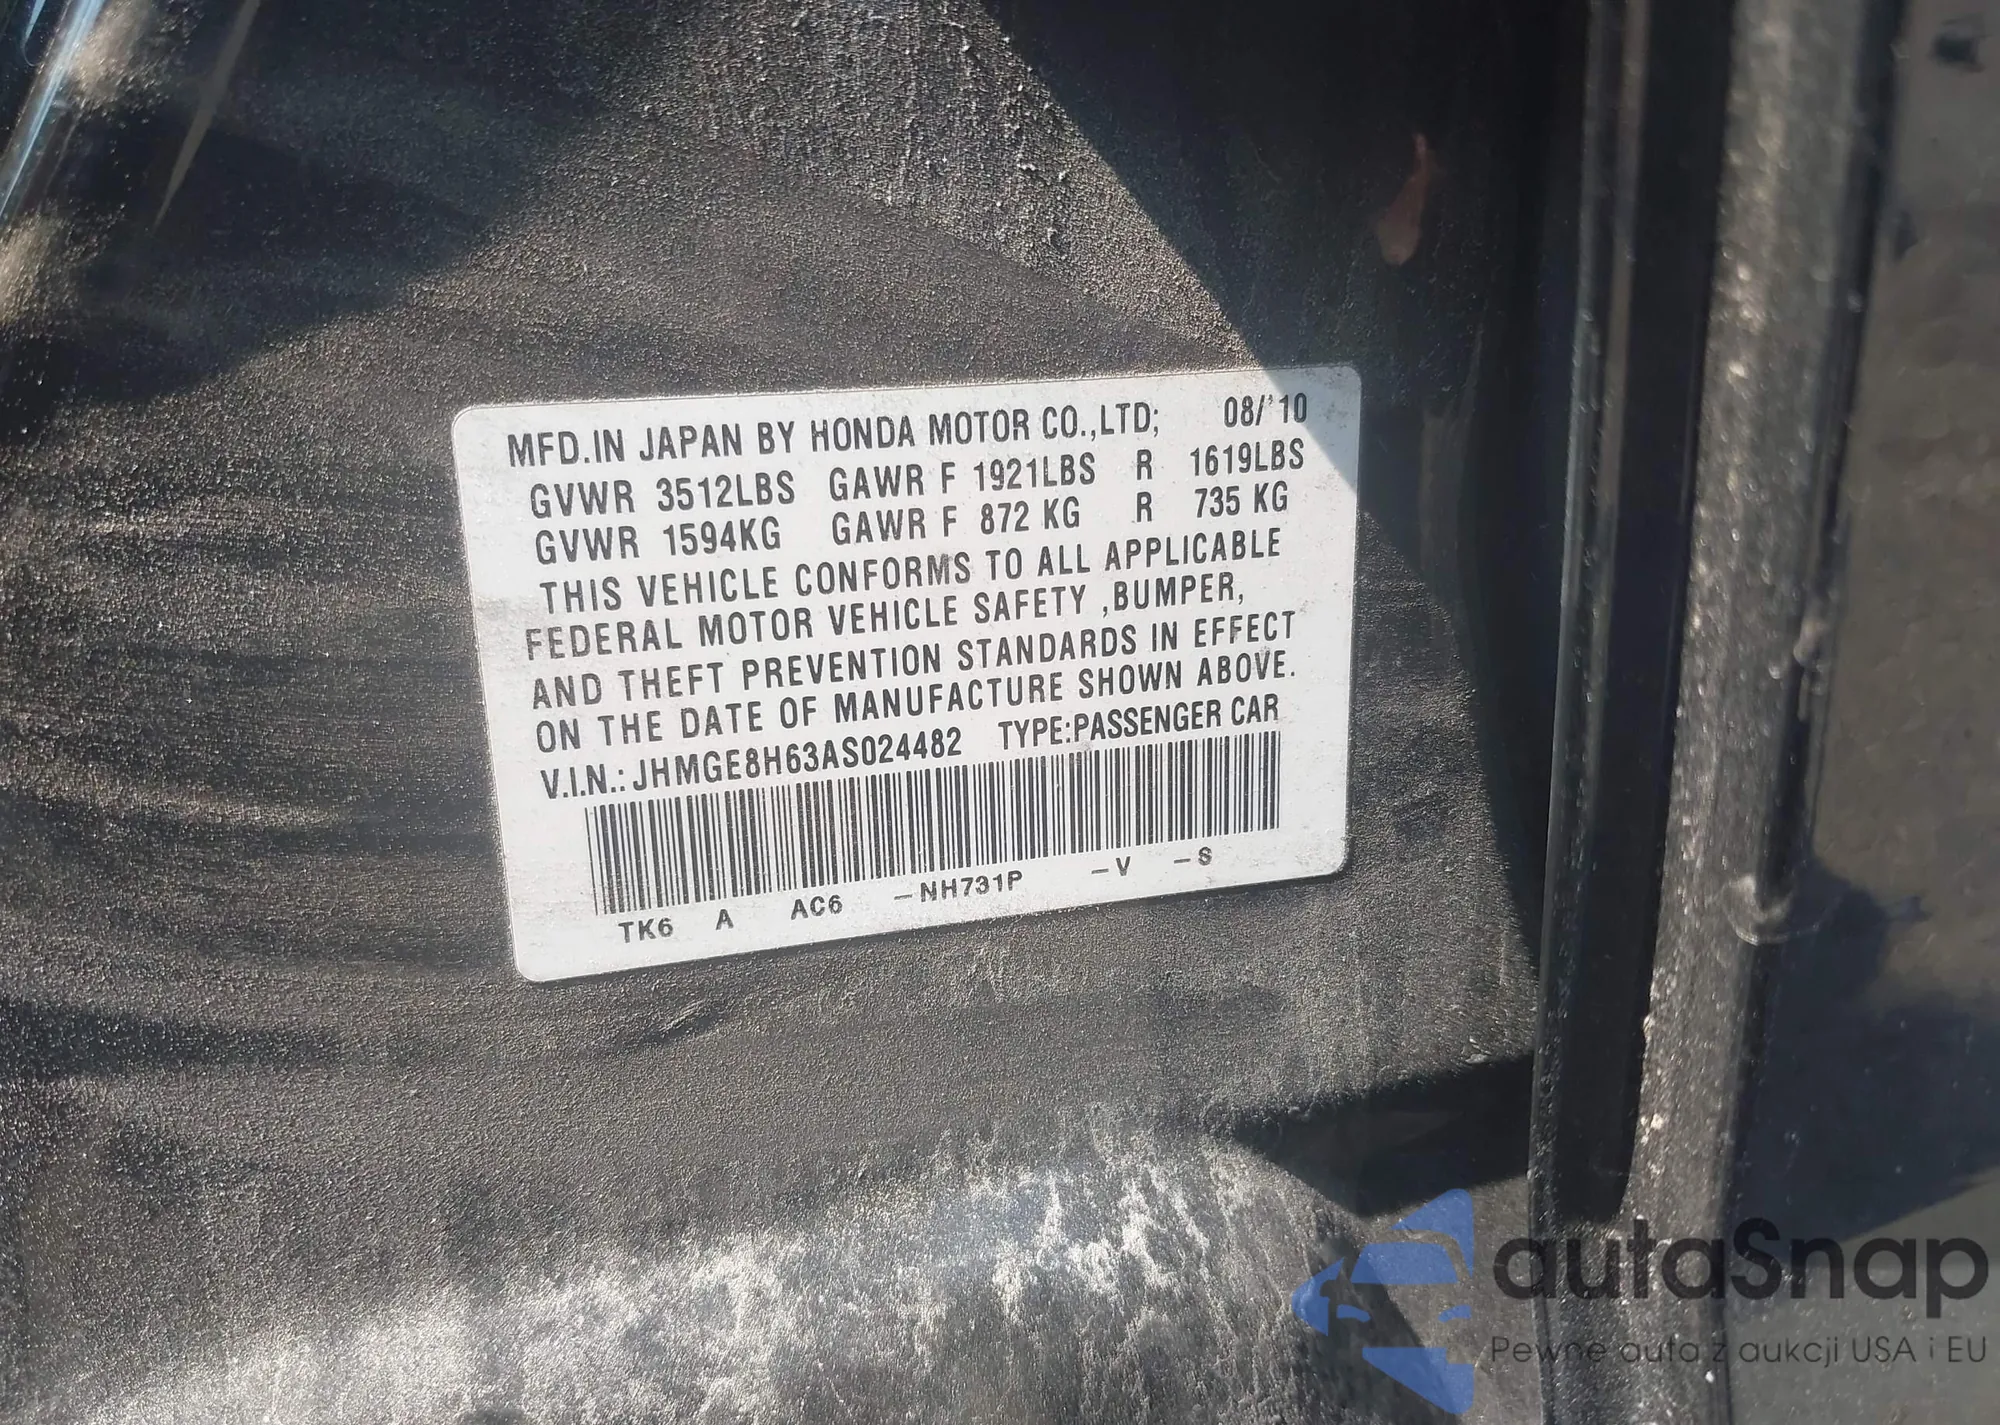 MFD.IN JAPAN BY HONDA MOTOR CO.,LTD; 08/'10
GVWR 3512LBS GAWR F 1921LBS R 1619LBS
GVWR 1594KG GAWR F 872 KG R 735 KG
THIS VEHICLE CONFORMS TO ALL APPLICABLE
FEDERAL MOTOR VEHICLE SAFETY ,BUMPER,
AND THEFT PREVENTION STANDARDS IN EFFECT
ON THE DATE OF MANUFACTURE SHOWN ABOVE.
V.I.N.: JHMGE8H63AS024482 TYPE:PASSENGER CAR
TK6 A AC6 -NH731P -V -S
autaSnap
Pewne auta z aukcji USA i EU